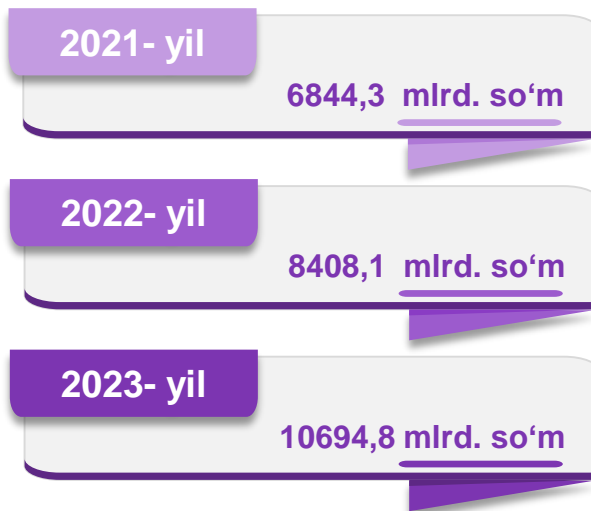 2021- yil
6844,3 mlrd. so‘m
2022- yil
8408,1 mlrd. so‘m
2023- yil
10694,8 mlrd. so‘m